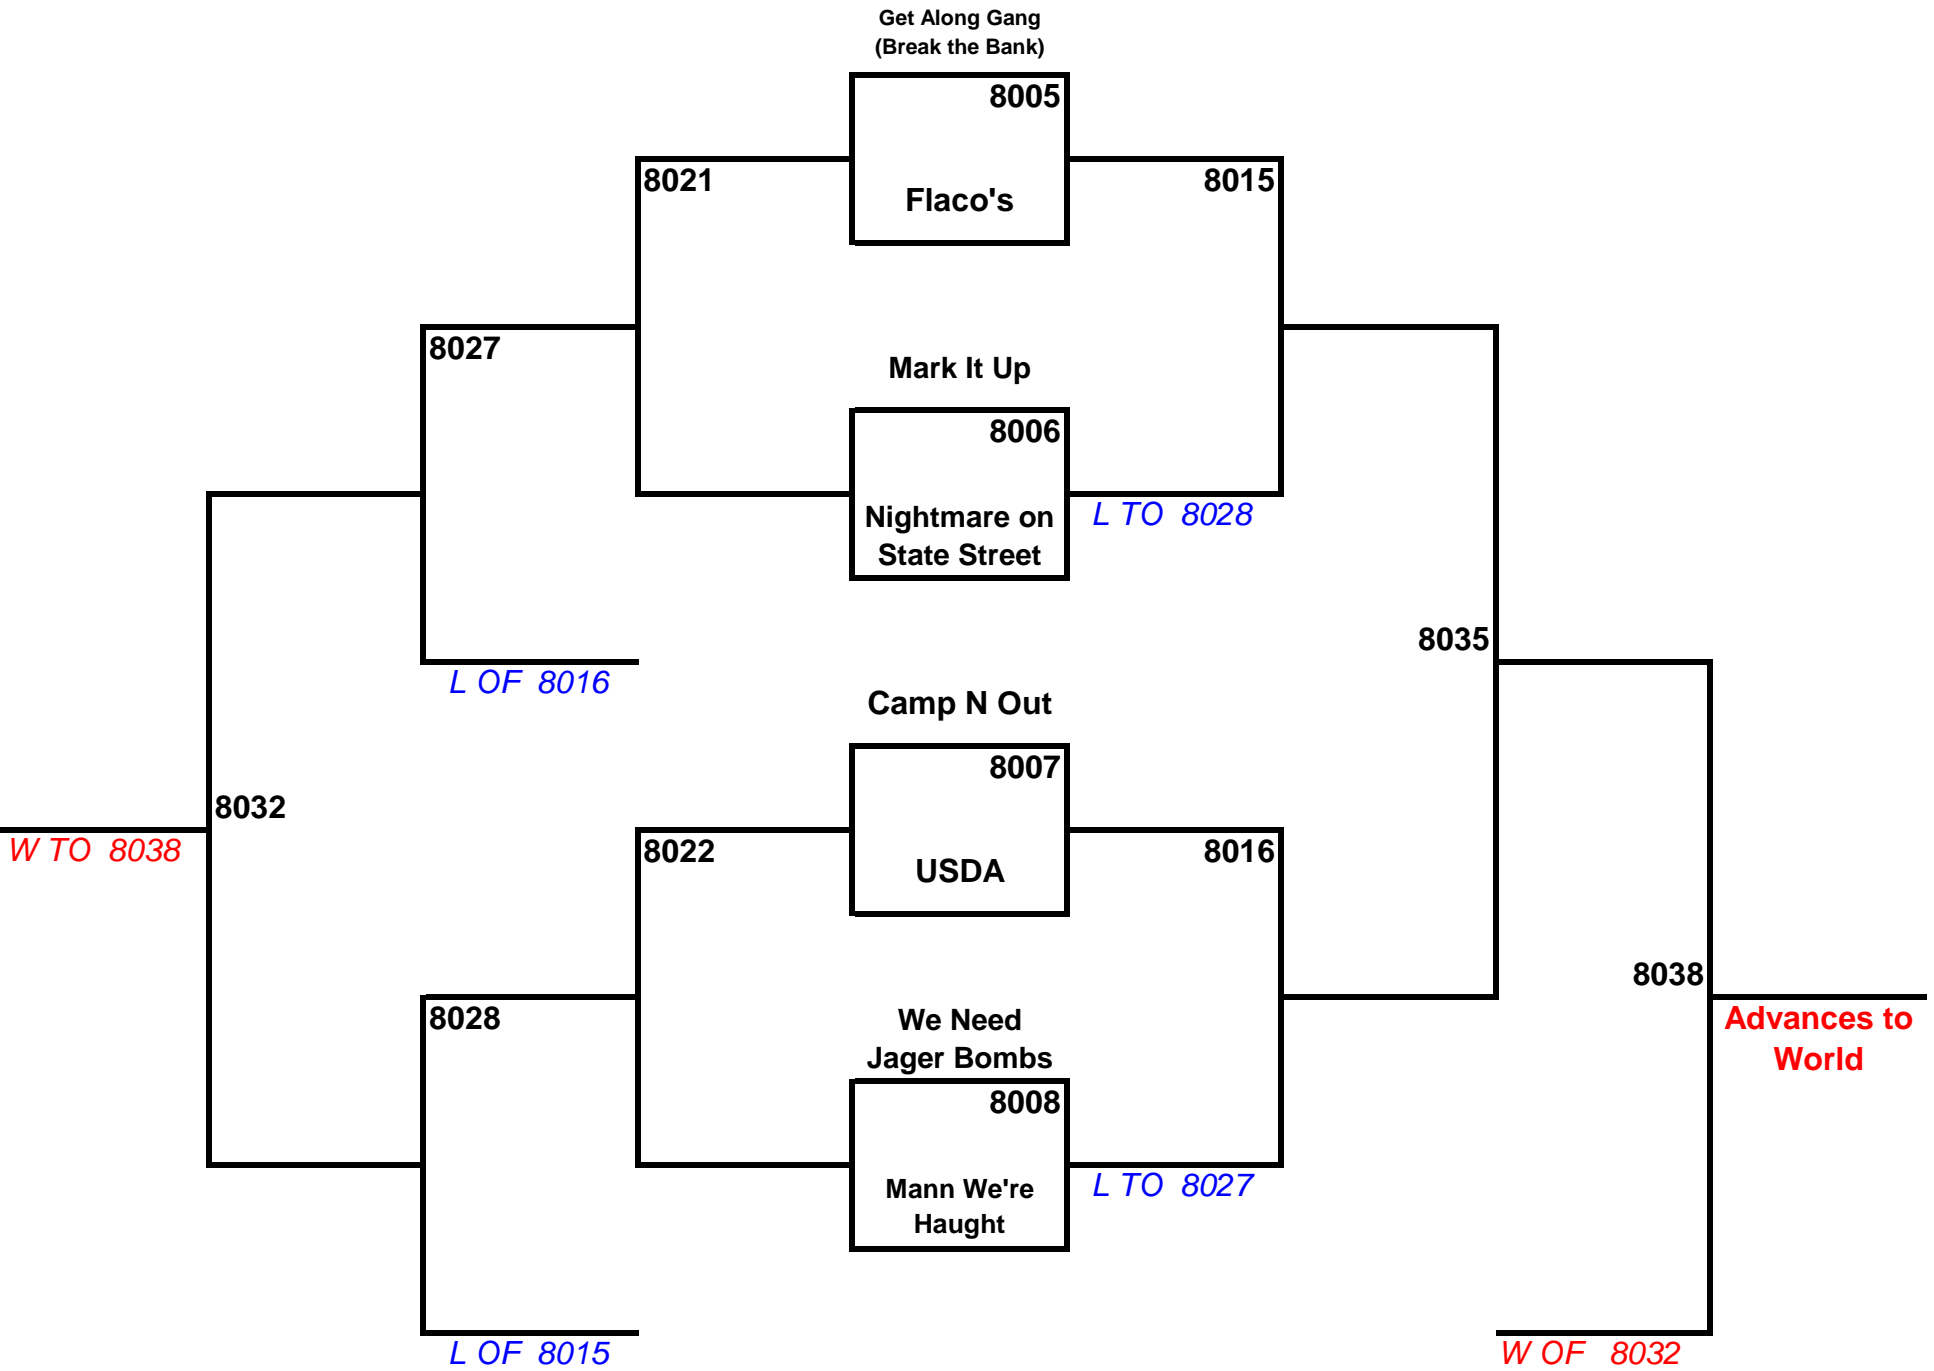 Get Along Gang
(Break the Bank)
8005
8021
8015
Flaco's
8027
Mark It Up
8006
Nightmare on
State Street
L TO 8028
8035
L OF 8016
Camp N Out
8007
8032
W TO 8038
8022
8016
USDA
8038
8028
We Need
Jager Bombs
Advances to
World
8008
Mann We're
Haught
L TO 8027
L OF 8015
W OF 8032